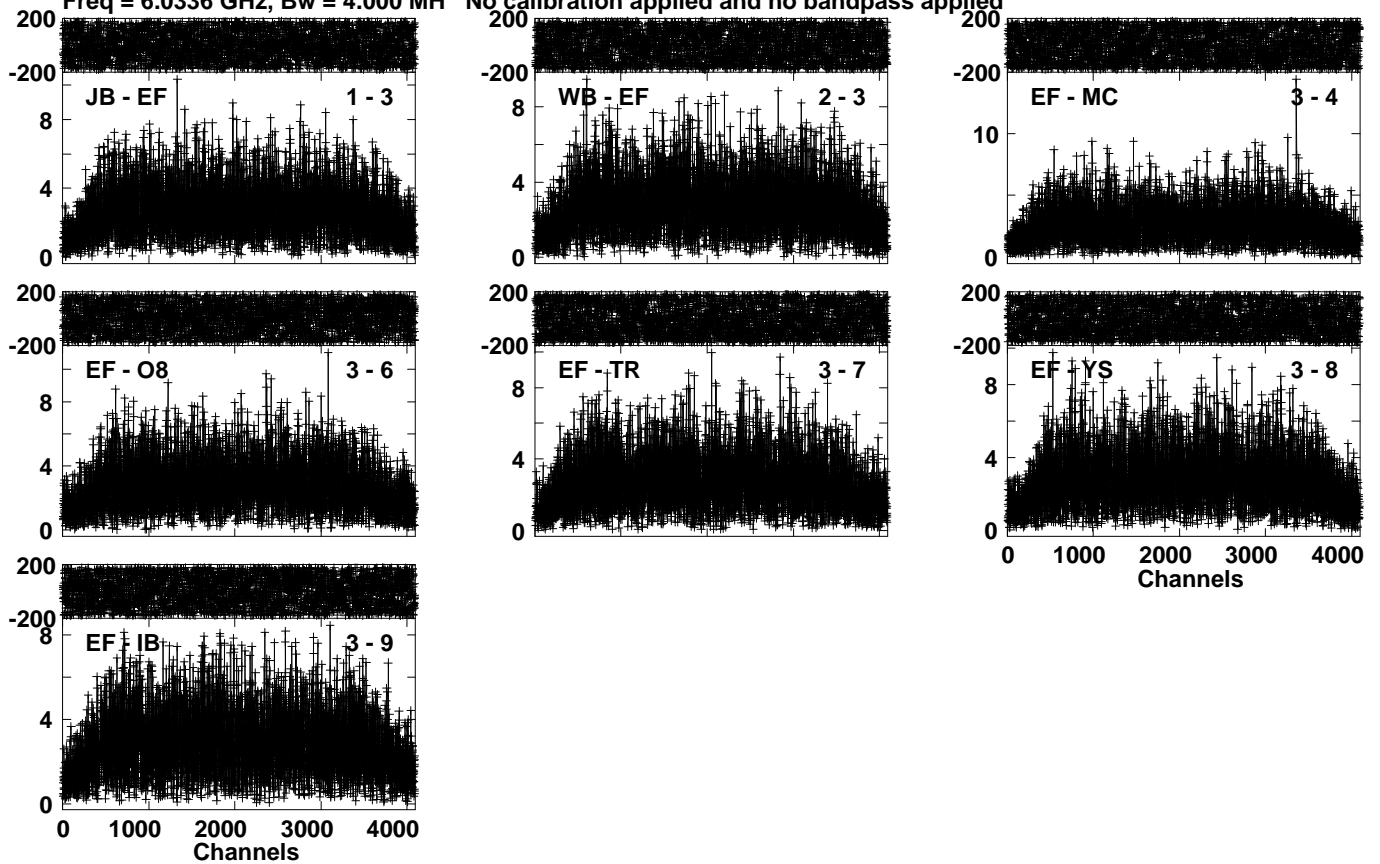 Freq = 6.0336 GHz, Bw = 4.000 MH No calibration applied and no bandpass applied
200 200 200
-200 -200 -200
JB - EF 1 - 3 WB - EF 2 - 3 EF - MC 3 - 4
8 8 10
4 4
0 0 0
200 200 200
-200 -200 -200
EF - O8 3 - 6 EF - TR 3 - 7 EF - YS 3 - 8
8 8 8
4 4 4
0 0 0
0 1000 2000 3000 4000
Channels
200
-200
8
EF - IB 3 - 9
4
0
0 1000 2000 3000 4000
Channels